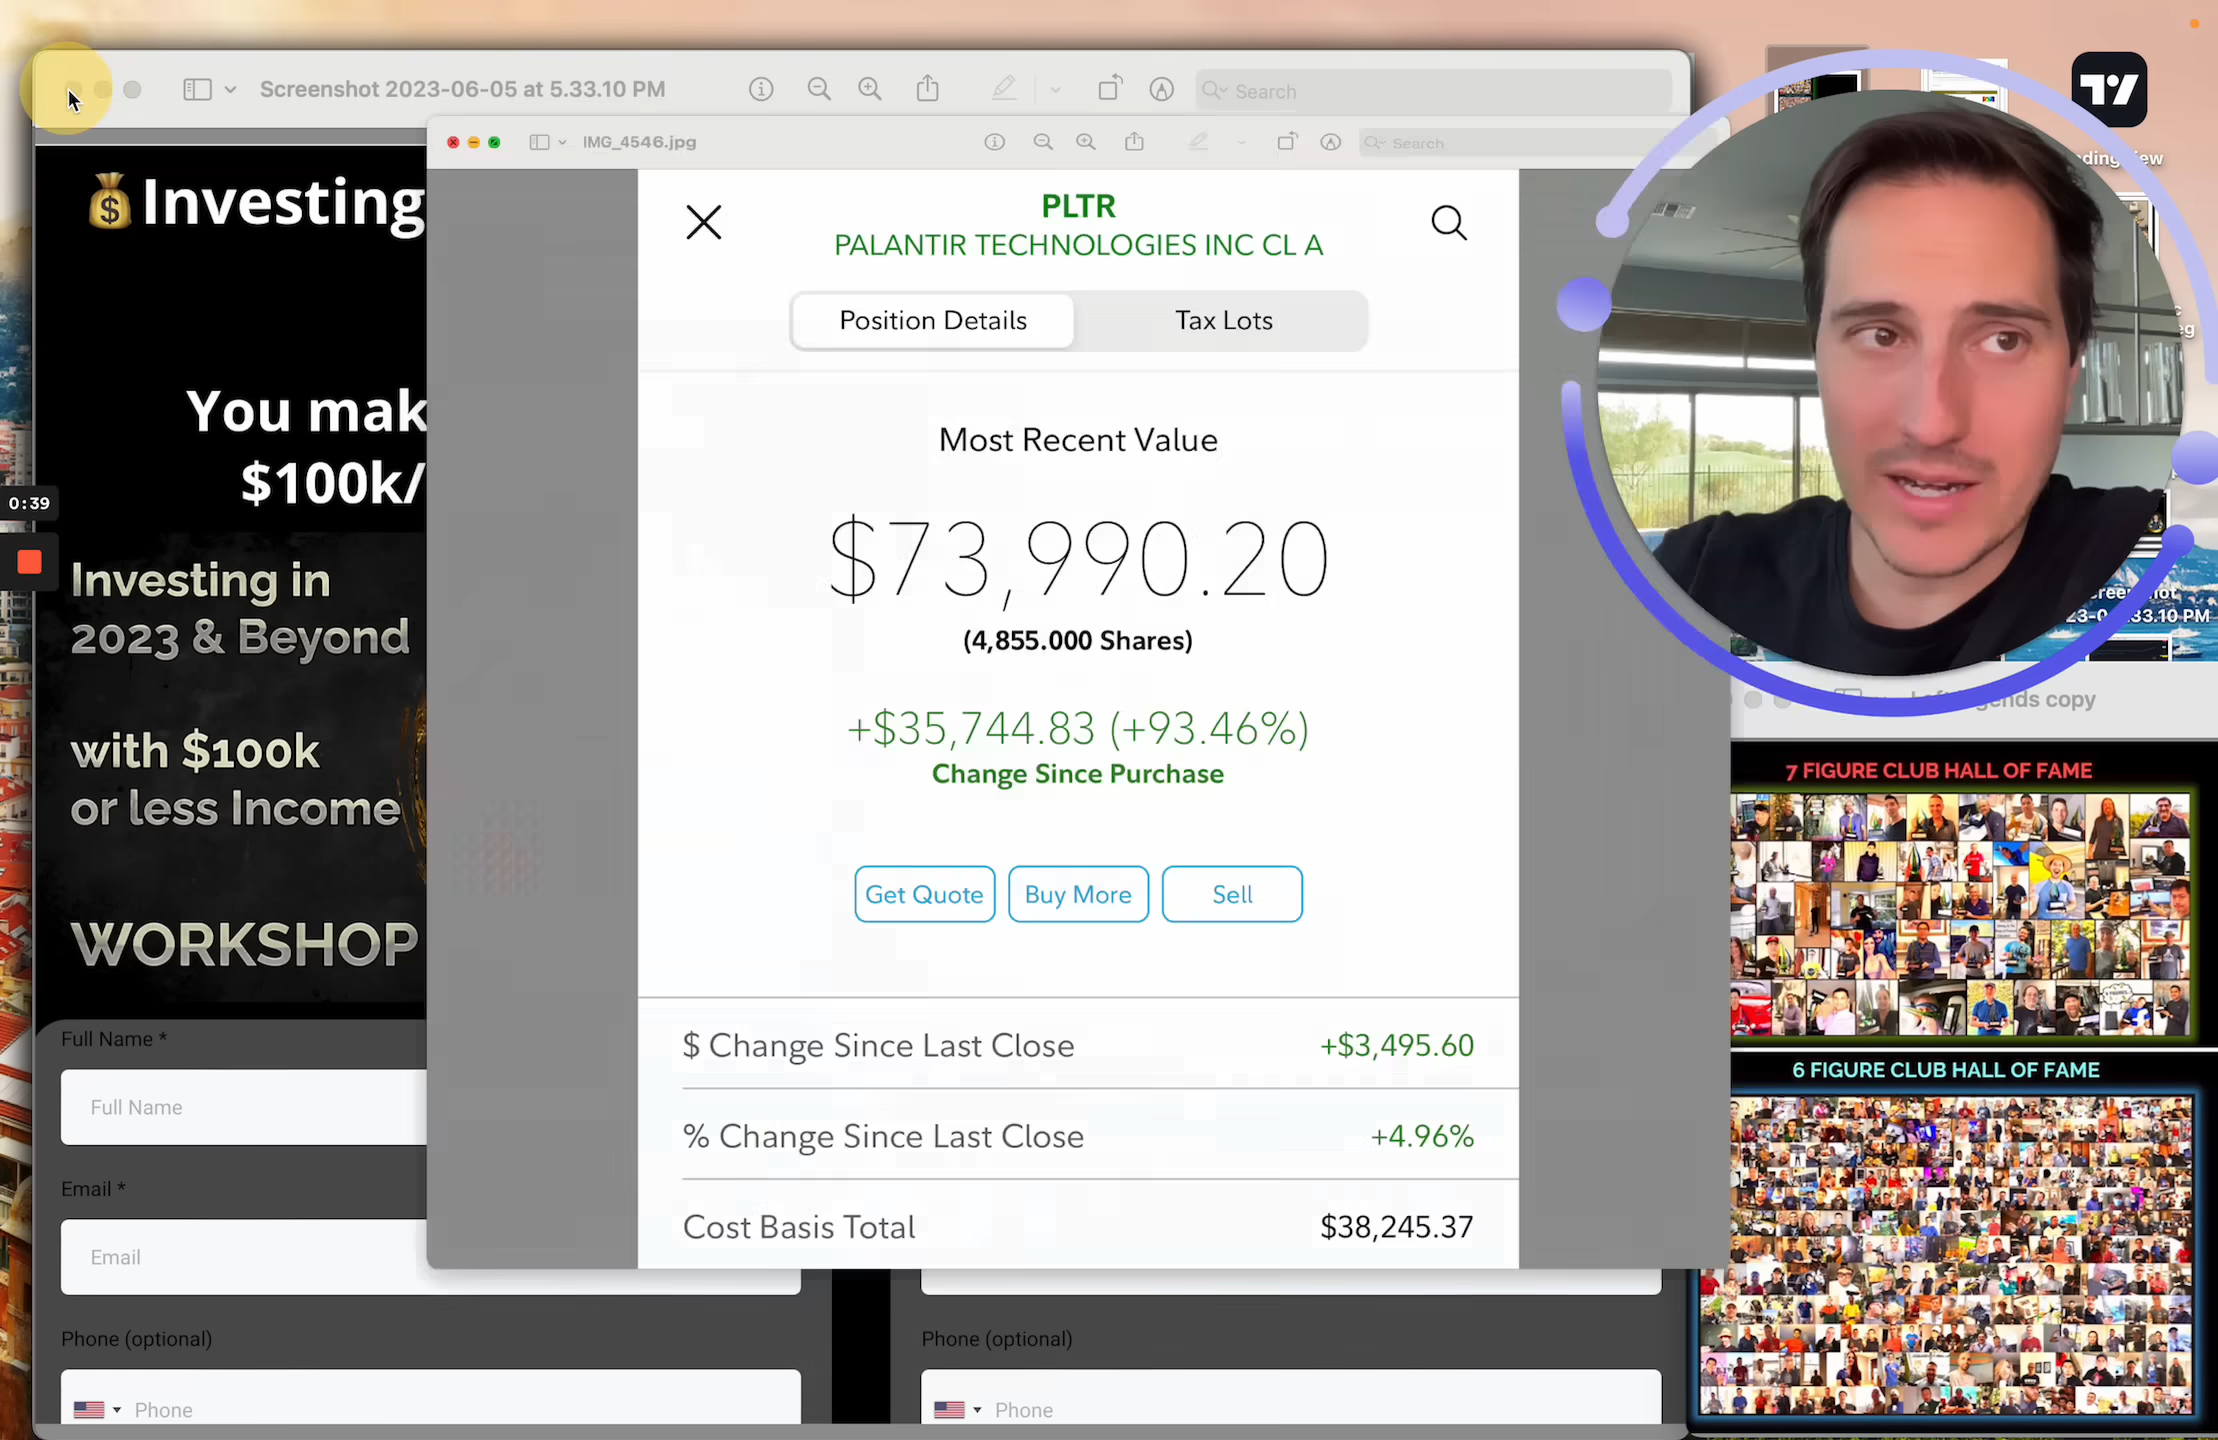 Screenshot 2023-06-05 at 5.33.10 PM
Search
IMG_4546.jpg
Search
💰Investing
You mak
$100k/
Investing in
2023 & Beyond
with $100k
or less Income
WORKSHOP
Full Name *
Full Name
Email *
Email
Phone (optional)
Phone
Phone (optional)
Phone
0:39
PLTR
PALANTIR TECHNOLOGIES INC CL A
Position Details
Tax Lots
Most Recent Value
$73,990.20
(4,855.000 Shares)
+$35,744.83 (+93.46%)
Change Since Purchase
Get Quote
Buy More
Sell
$ Change Since Last Close
+$3,495.60
% Change Since Last Close
+4.96%
Cost Basis Total
$38,245.37
33.10 PM
ends copy
7 FIGURE CLUB HALL OF FAME
6 FIGURE CLUB HALL OF FAME